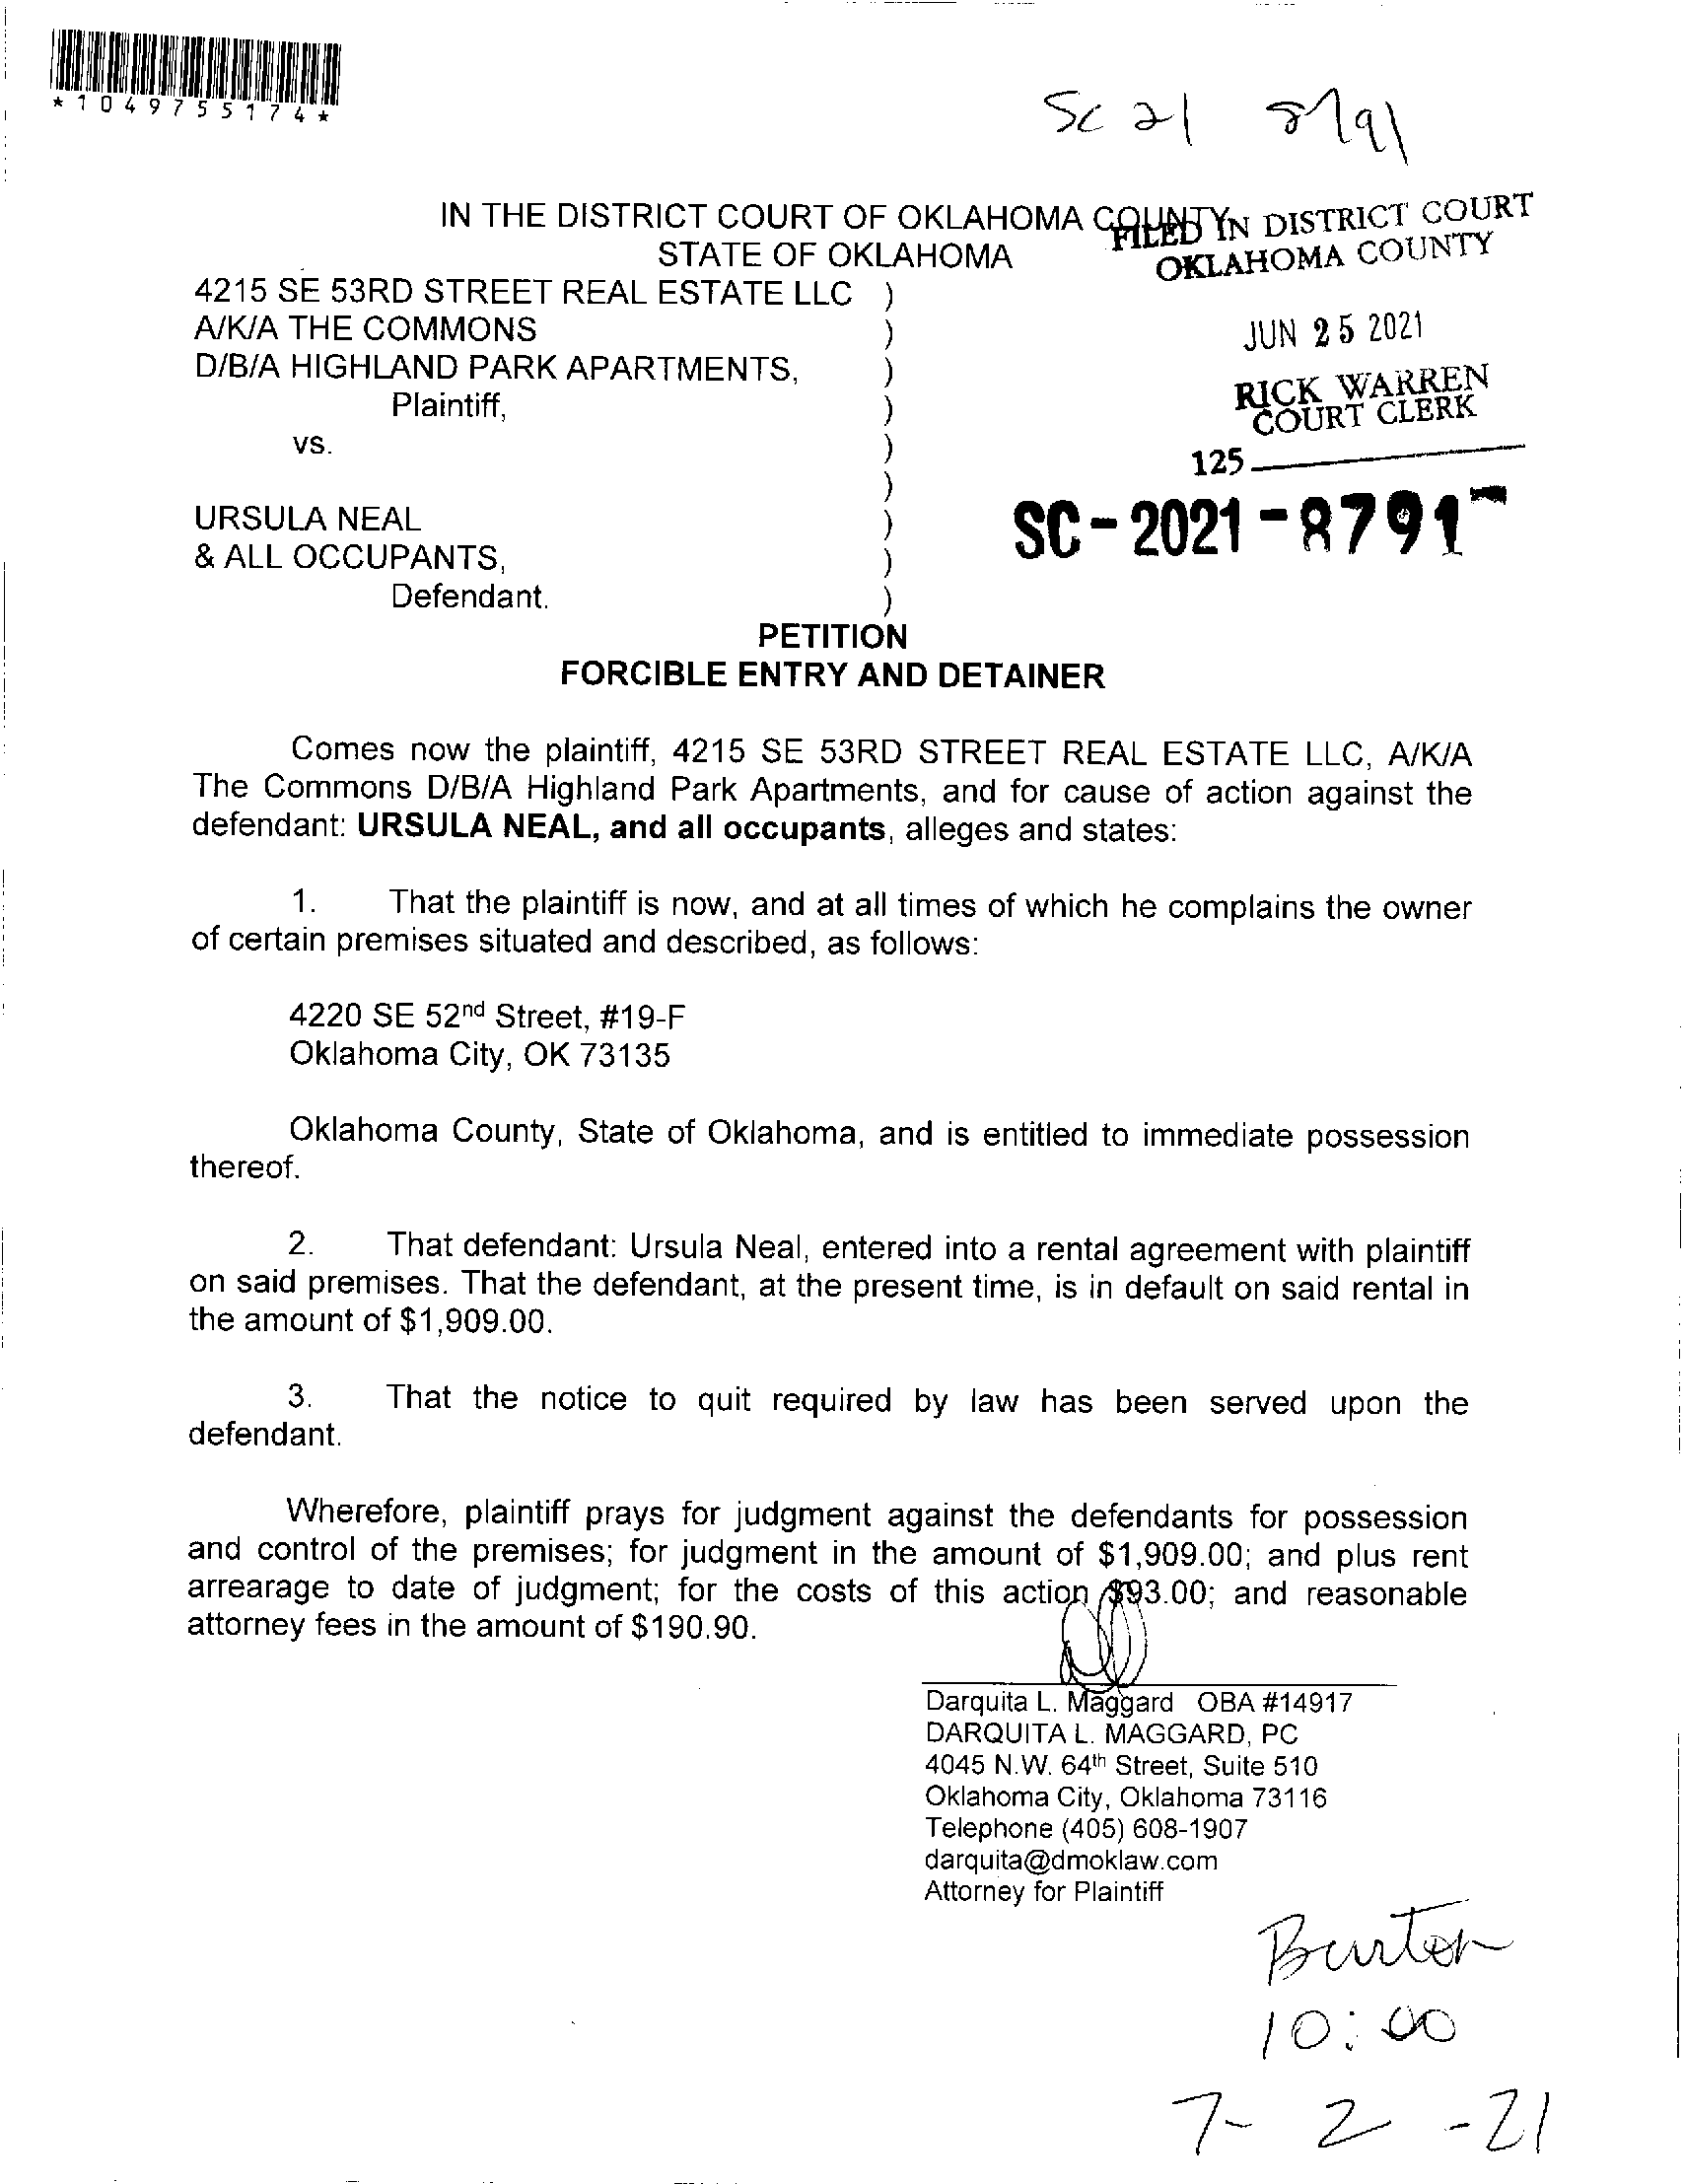 *1049755174*
SC 21 8791
IN THE DISTRICT COURT OF OKLAHOMA COUNTY
STATE OF OKLAHOMA
FILED IN DISTRICT COURT
OKLAHOMA COUNTY
JUN 25 2021
RICK WARREN
COURT CLERK
125
SC-2021-8791
4215 SE 53RD STREET REAL ESTATE LLC )
A/K/A THE COMMONS )
D/B/A HIGHLAND PARK APARTMENTS, )
Plaintiff, )
vs. )
)
URSULA NEAL )
& ALL OCCUPANTS, )
Defendant. )
PETITION
FORCIBLE ENTRY AND DETAINER
Comes now the plaintiff, 4215 SE 53RD STREET REAL ESTATE LLC, A/K/A
The Commons D/B/A Highland Park Apartments, and for cause of action against the
defendant: URSULA NEAL, and all occupants, alleges and states:
1. That the plaintiff is now, and at all times of which he complains the owner
of certain premises situated and described, as follows:
4220 SE 52nd Street, #19-F
Oklahoma City, OK 73135
Oklahoma County, State of Oklahoma, and is entitled to immediate possession
thereof.
2. That defendant: Ursula Neal, entered into a rental agreement with plaintiff
on said premises. That the defendant, at the present time, is in default on said rental in
the amount of $1,909.00.
3. That the notice to quit required by law has been served upon the
defendant.
Wherefore, plaintiff prays for judgment against the defendants for possession
and control of the premises; for judgment in the amount of $1,909.00; and plus rent
arrearage to date of judgment; for the costs of this action $93.00; and reasonable
attorney fees in the amount of $190.90.
Darquita L. Maggard OBA #14917
DARQUITA L. MAGGARD, PC
4045 N.W. 64th Street, Suite 510
Oklahoma City, Oklahoma 73116
Telephone (405) 608-1907
darquita@dmoklaw.com
Attorney for Plaintiff
Burton
10:00
7-2-21